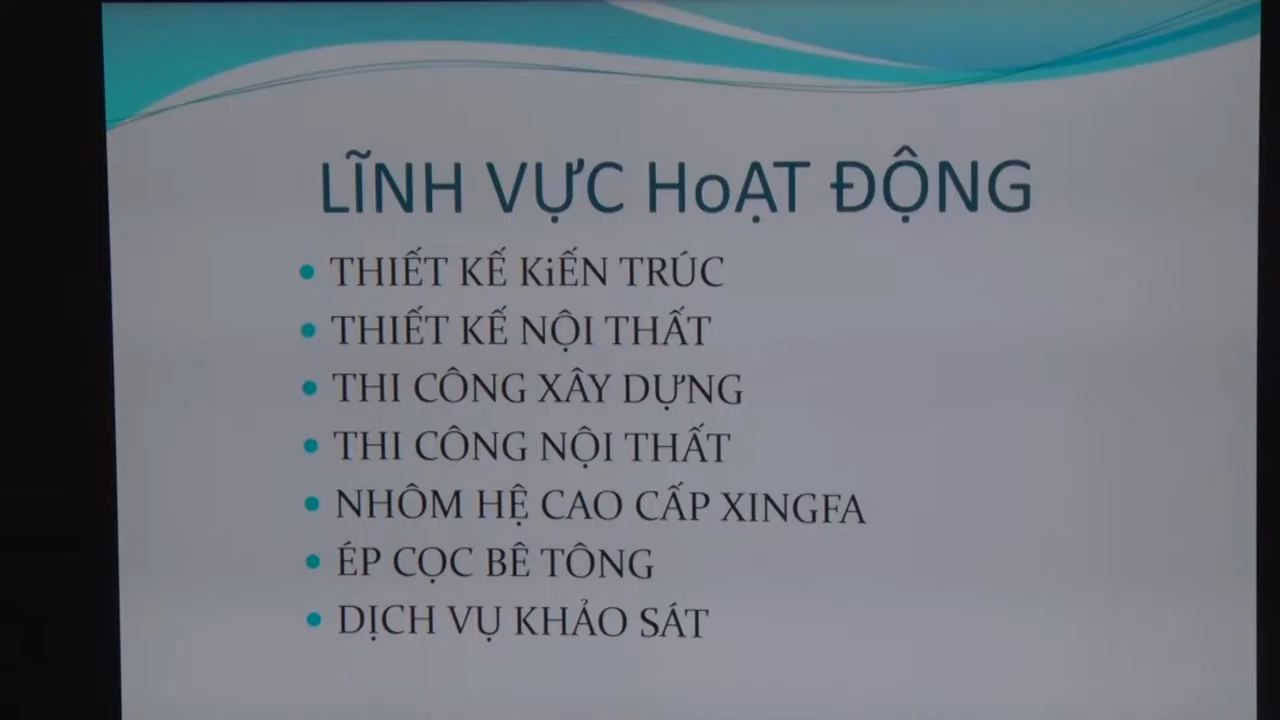 LĨNH VỰC HoẠT ĐỘNG
• THIẾT KẾ KiẾN TRÚC
• THIẾT KẾ NỘI THẤT
• THI CÔNG XÂY DỰNG
• THI CÔNG NỘI THẤT
• NHÔM HỆ CAO CẤP XINGFA
• ÉP CỌC BÊ TÔNG
• DỊCH VỤ KHẢO SÁT